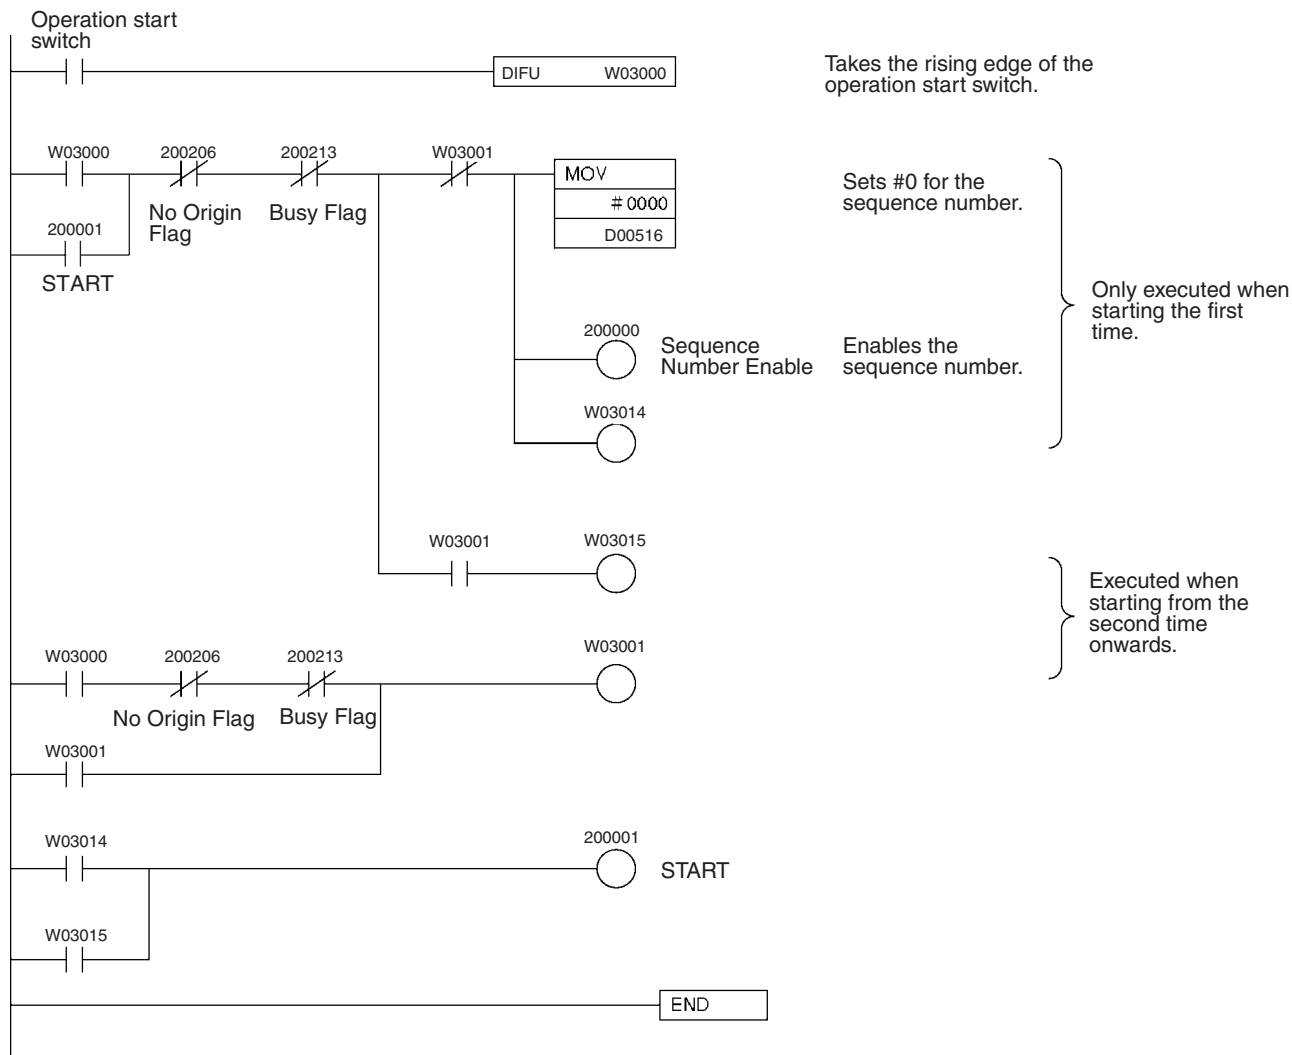 Operation start
switch
DIFU W03000
Takes the rising edge of the
operation start switch.
W03000 200206 200213 W03001
MOV
# 0000
D00516
No Origin
Flag
Busy Flag
Sets #0 for the
sequence number.
200001
START
Only executed when
starting the first
time.
200000
Sequence
Number Enable
Enables the
sequence number.
W03014
W03001 W03015
Executed when
starting from the
second time
onwards.
W03000 200206 200213 W03001
No Origin Flag Busy Flag
W03001
W03014 200001
START
W03015
END